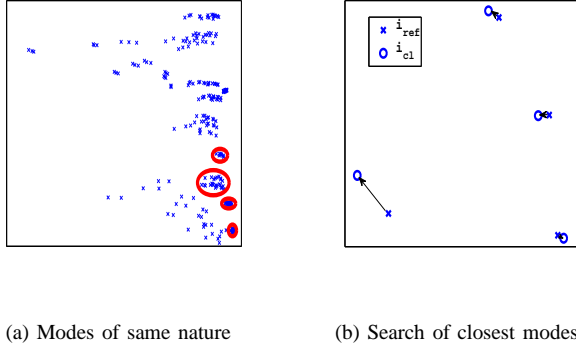 i_ref
i_cl
(a) Modes of same nature
(b) Search of closest modes